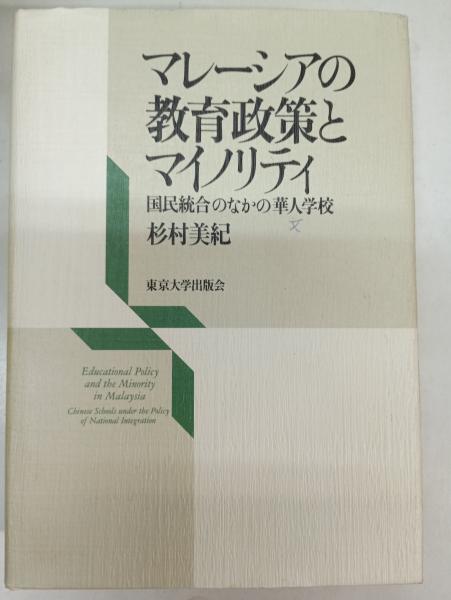 マレーシアの
教育政策と
マイノリティ
国民統合のなかの華人学校
杉村美紀
東京大学出版会
Educational Policy
and the Minority
in Malaysia
Chinese Schools under the Policy
of National Integration